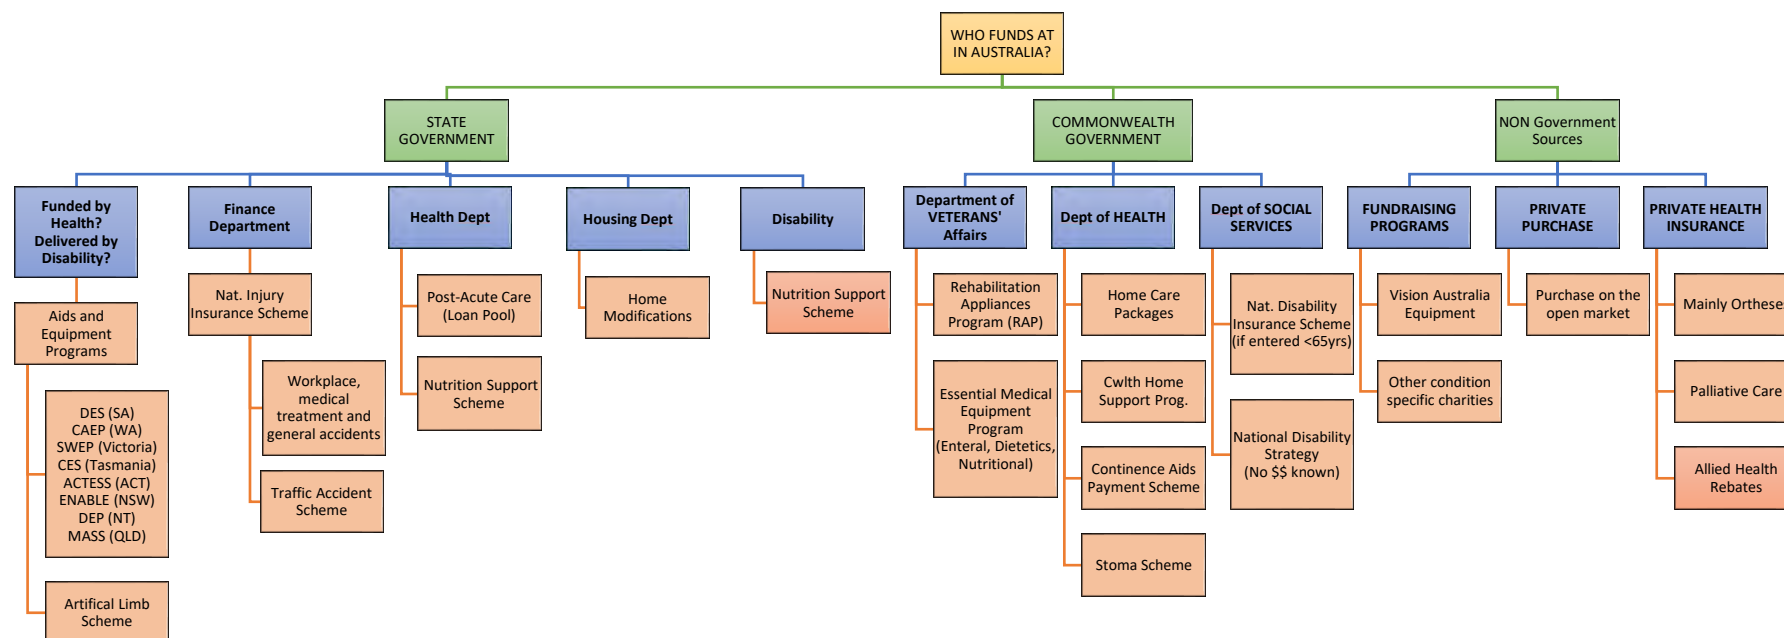 WHO FUNDS AT
IN AUSTRALIA?
STATE
GOVERNMENT
COMMONWEALTH
GOVERNMENT
NON Government
Sources
Funded by
Health?
Delivered by
Disability?
Finance
Department
Health Dept
Housing Dept
Disability
Department of
VETERANS'
Affairs
Dept of HEALTH
Dept of SOCIAL
SERVICES
FUNDRAISING
PROGRAMS
PRIVATE
PURCHASE
PRIVATE HEALTH
INSURANCE
Aids and
Equipment
Programs
DES (SA)
CAEP (WA)
SWEP (Victoria)
CES (Tasmania)
ACTESS (ACT)
ENABLE (NSW)
DEP (NT)
MASS (QLD)
Artifical Limb
Scheme
Nat. Injury
Insurance Scheme
Workplace,
medical
treatment and
general accidents
Traffic Accident
Scheme
Post-Acute Care
(Loan Pool)
Nutrition Support
Scheme
Home
Modifications
Nutrition Support
Scheme
Rehabilitation
Appliances
Program (RAP)
Essential Medical
Equipment
Program
(Enteral, Dietetics,
Nutritional)
Home Care
Packages
Cwlth Home
Support Prog.
Continence Aids
Payment Scheme
Stoma Scheme
Nat. Disability
Insurance Scheme
(if entered <65yrs)
National Disability
Strategy
(No $$ known)
Vision Australia
Equipment
Other condition
specific charities
Purchase on the
open market
Mainly Ortheses
Palliative Care
Allied Health
Rebates